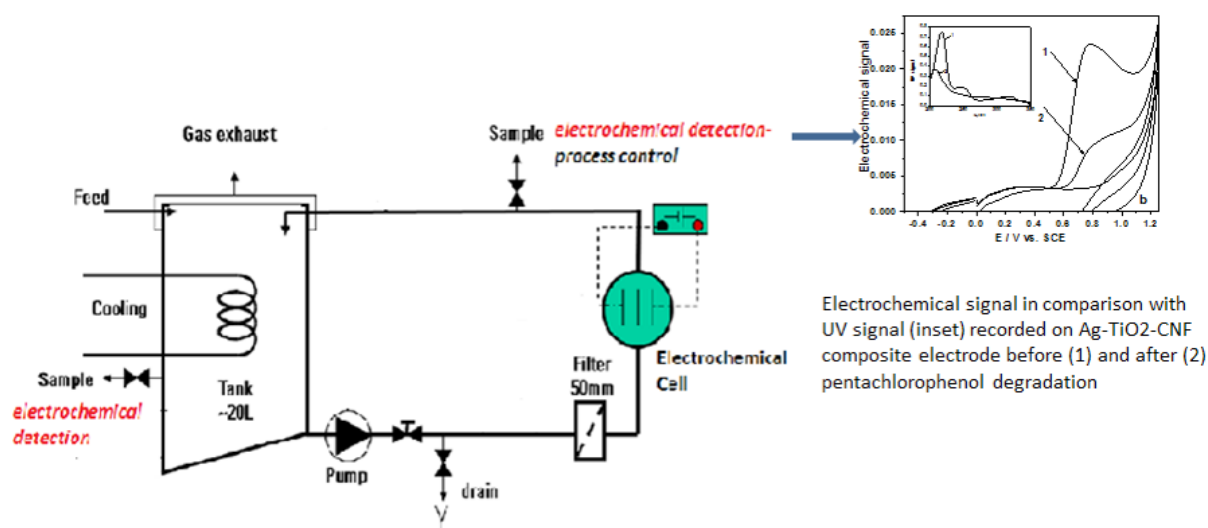 Gas exhaust
Feed
Cooling
Sample
electrochemical
detection
Tank
~20L
Pump
drain
Filter
50mm
Electrochemical
Cell
Sample
electrochemical detection-
process control
Electrochemical signal
0.025
0.020
0.015
0.010
0.005
0.000
-0.4 -0.2 0.0 0.2 0.4 0.6 0.8 1.0 1.2
E / V vs. SCE
1
2
b
Electrochemical signal in comparison with
UV signal (inset) recorded on Ag-TiO2-CNF
composite electrode before (1) and after (2)
pentachlorophenol degradation